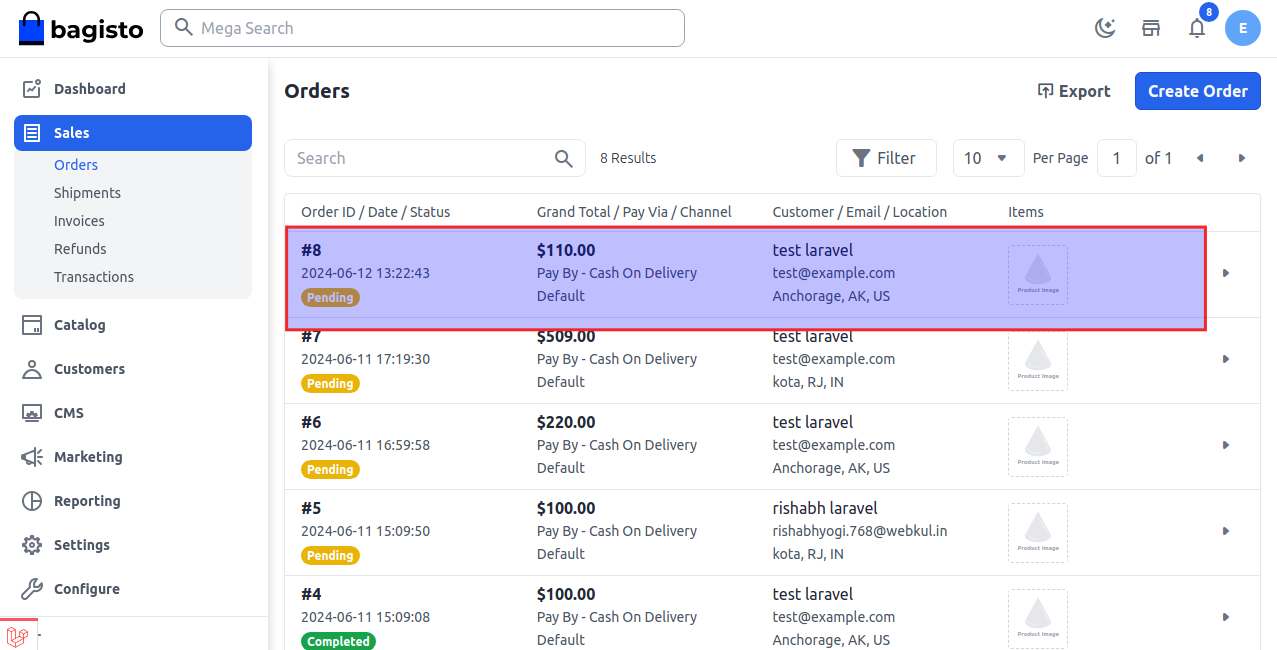 bagisto
Mega Search
8
E
Dashboard
Sales
Orders
Shipments
Invoices
Refunds
Transactions
Catalog
Customers
CMS
Marketing
Reporting
Settings
Configure
Orders
Export
Create Order
Search
8 Results
Filter
10
Per Page
1
of 1
Order ID / Date / Status
Grand Total / Pay Via / Channel
Customer / Email / Location
Items
#8
2024-06-12 13:22:43
Pending
$110.00
Pay By - Cash On Delivery
Default
test laravel
test@example.com
Anchorage, AK, US
Product Image
#7
2024-06-11 17:19:30
Pending
$509.00
Pay By - Cash On Delivery
Default
test laravel
test@example.com
kota, RJ, IN
Product Image
#6
2024-06-11 16:59:58
Pending
$220.00
Pay By - Cash On Delivery
Default
test laravel
test@example.com
Anchorage, AK, US
Product Image
#5
2024-06-11 15:09:50
Pending
$100.00
Pay By - Cash On Delivery
Default
rishabh laravel
rishabhyogi.768@webkul.in
kota, RJ, IN
Product Image
#4
2024-06-11 15:09:08
Completed
$100.00
Pay By - Cash On Delivery
Default
test laravel
test@example.com
Anchorage, AK, US
Product Image